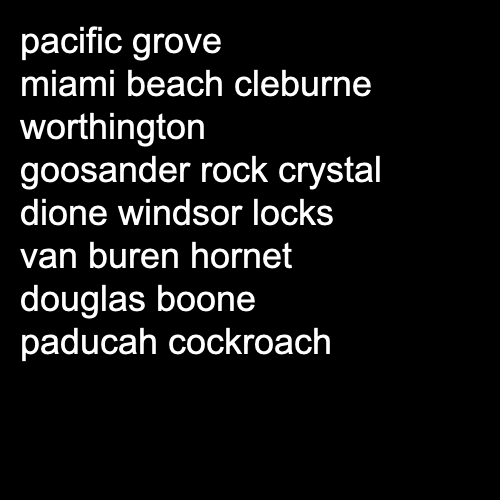 pacific grove
miami beach cleburne
worthington
goosander rock crystal
dione windsor locks
van buren hornet
douglas boone
paducah cockroach